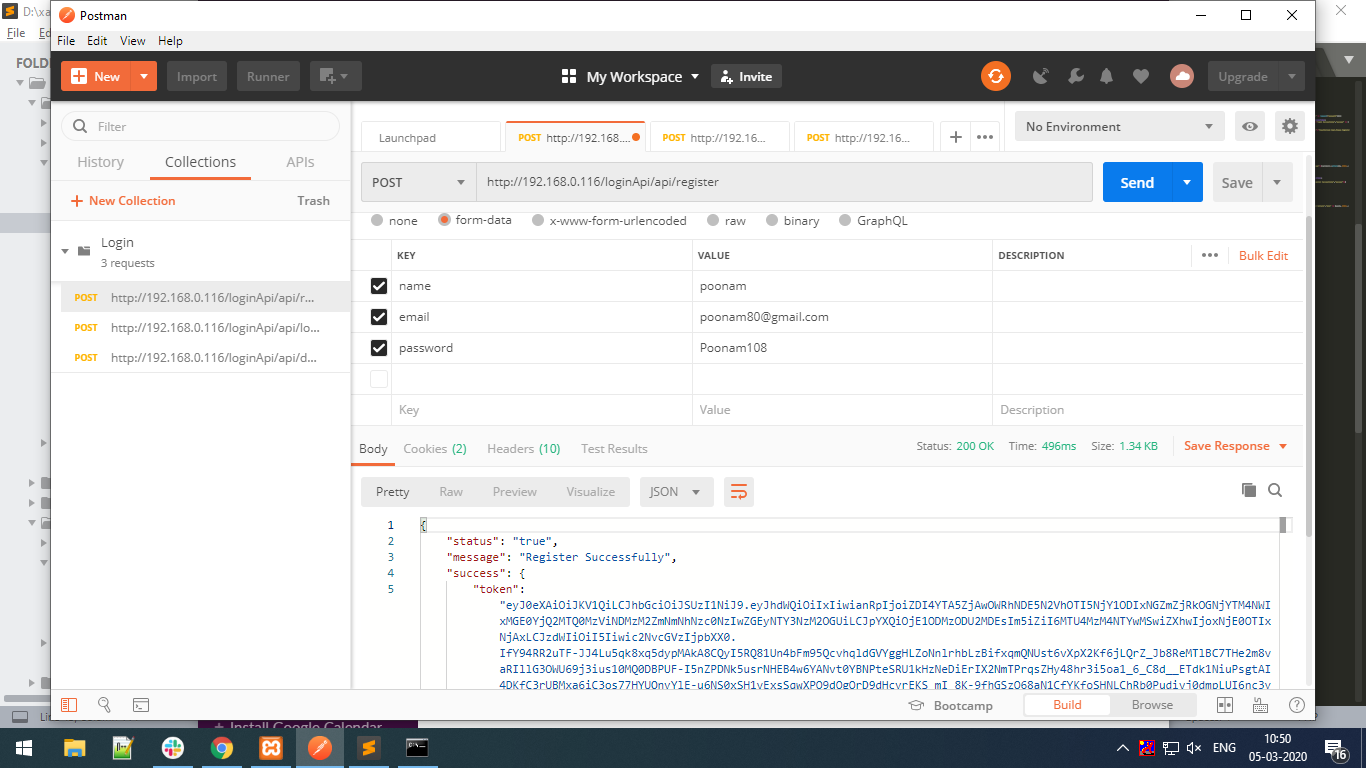 D:\xa
Postman
File Edit View Help
File Ed
FOLD
New Import Runner My Workspace Invite Upgrade
Filter
History Collections APIs
+ New Collection Trash
Login
3 requests
POST http://192.168.0.116/loginApi/api/r...
POST http://192.168.0.116/loginApi/api/lo...
POST http://192.168.0.116/loginApi/api/d...
Launchpad POST http://192.168.... POST http://192.16... POST http://192.16... + ••• No Environment
POST http://192.168.0.116/loginApi/api/register Send Save
none form-data x-www-form-urlencoded raw binary GraphQL
KEY VALUE DESCRIPTION ••• Bulk Edit
name poonam
email poonam80@gmail.com
password Poonam108
Key Value Description
Body Cookies (2) Headers (10) Test Results Status: 200 OK Time: 496ms Size: 1.34 KB Save Response
Pretty Raw Preview Visualize JSON
1 {
2 "status": "true",
3 "message": "Register Successfully",
4 "success": {
5 "token":
Bootcamp Build Browse
+ Install Google Calendar
ENG 10:50
05-03-2020
16